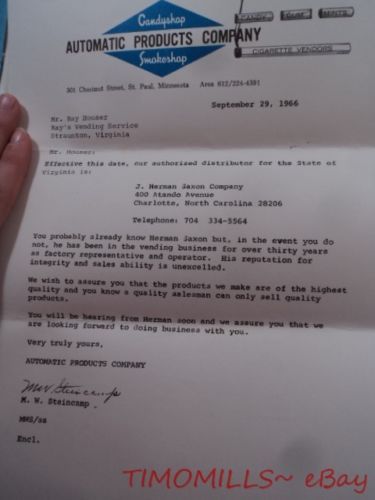 Candyshop
AUTOMATIC PRODUCTS COMPANY
Smokeshop
CANDY GUM MINTS
CIGARETTE VENDORS
301 Chestnut Street, St. Paul, Minnesota Area 612/224-4391
September 29, 1966
Mr. Ray Houser
Ray's Vending Service
Straunton, Virginia
Mr. Houser:
Effective this date, our authorized distributor for the State of
Virginia is:
J. Herman Saxon Company
400 Atando Avenue
Charlotte, North Carolina 28206
Telephone: 704 334-5564
You probably already know Herman Saxon but, in the event you do
not, he has been in the vending business for over thirty years
as factory representative and operator. His reputation for
integrity and sales ability is unexcelled.
We wish to assure you that the products we make are of the highest
quality and you know a quality salesman can only sell quality
products.
You will be hearing from Herman soon and we assure you that we
are looking forward to doing business with you.
Very truly yours,
AUTOMATIC PRODUCTS COMPANY
MW Steincamp
M. W. Steincamp
MWS/ss
Encl.
TIMOMILLS~ eBay